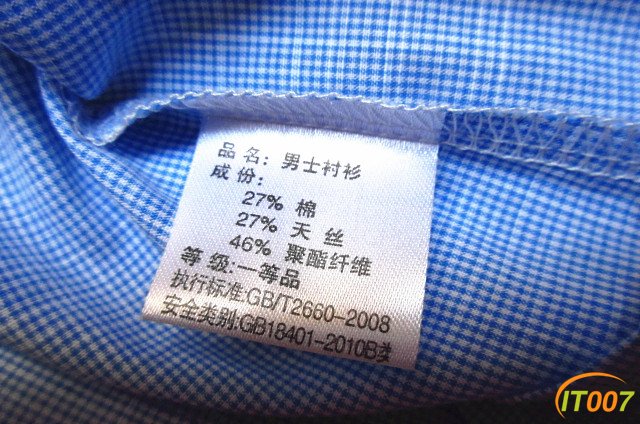 品 名: 男士衬衫
成 份:
27% 棉
27% 天 丝
46% 聚酯纤维
等 级:一等品
执行标准:GB/T2660-2008
安全类别:GB18401-2010B类
IT007